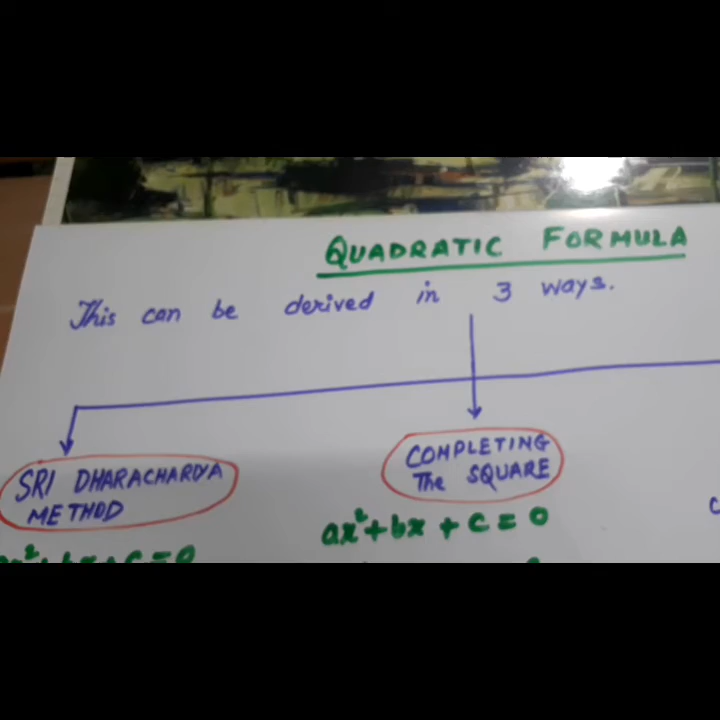 QUADRATIC FORMULA
This can be derived in 3 ways.
SRI DHARACHARYA
METHOD
COMPLETING
The SQUARE
ax²+bx + c = 0